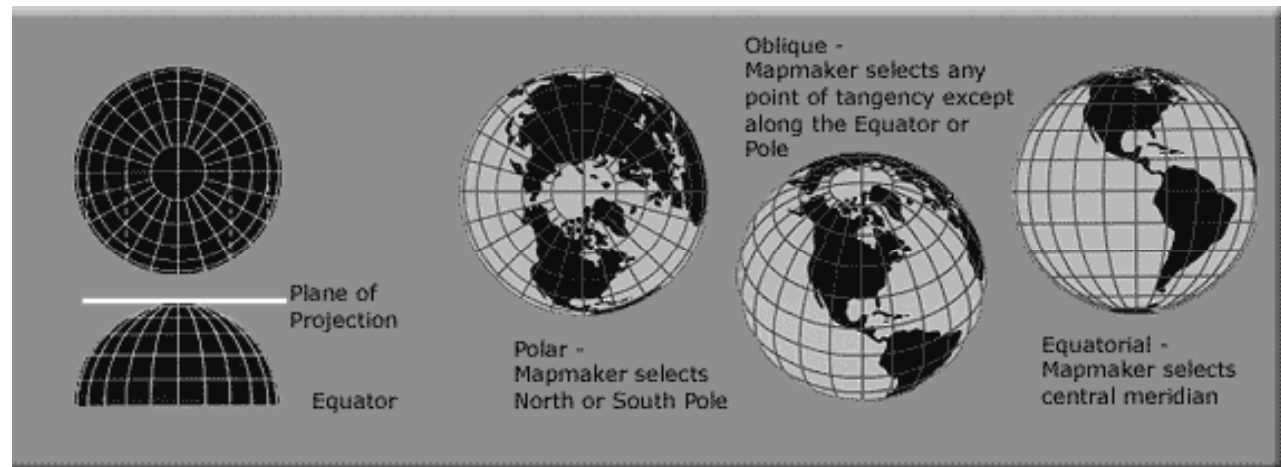 Plane of
Projection
Equator
Polar -
Mapmaker selects
North or South Pole
Oblique -
Mapmaker selects any
point of tangency except
along the Equator or
Pole
Equatorial -
Mapmaker selects
central meridian